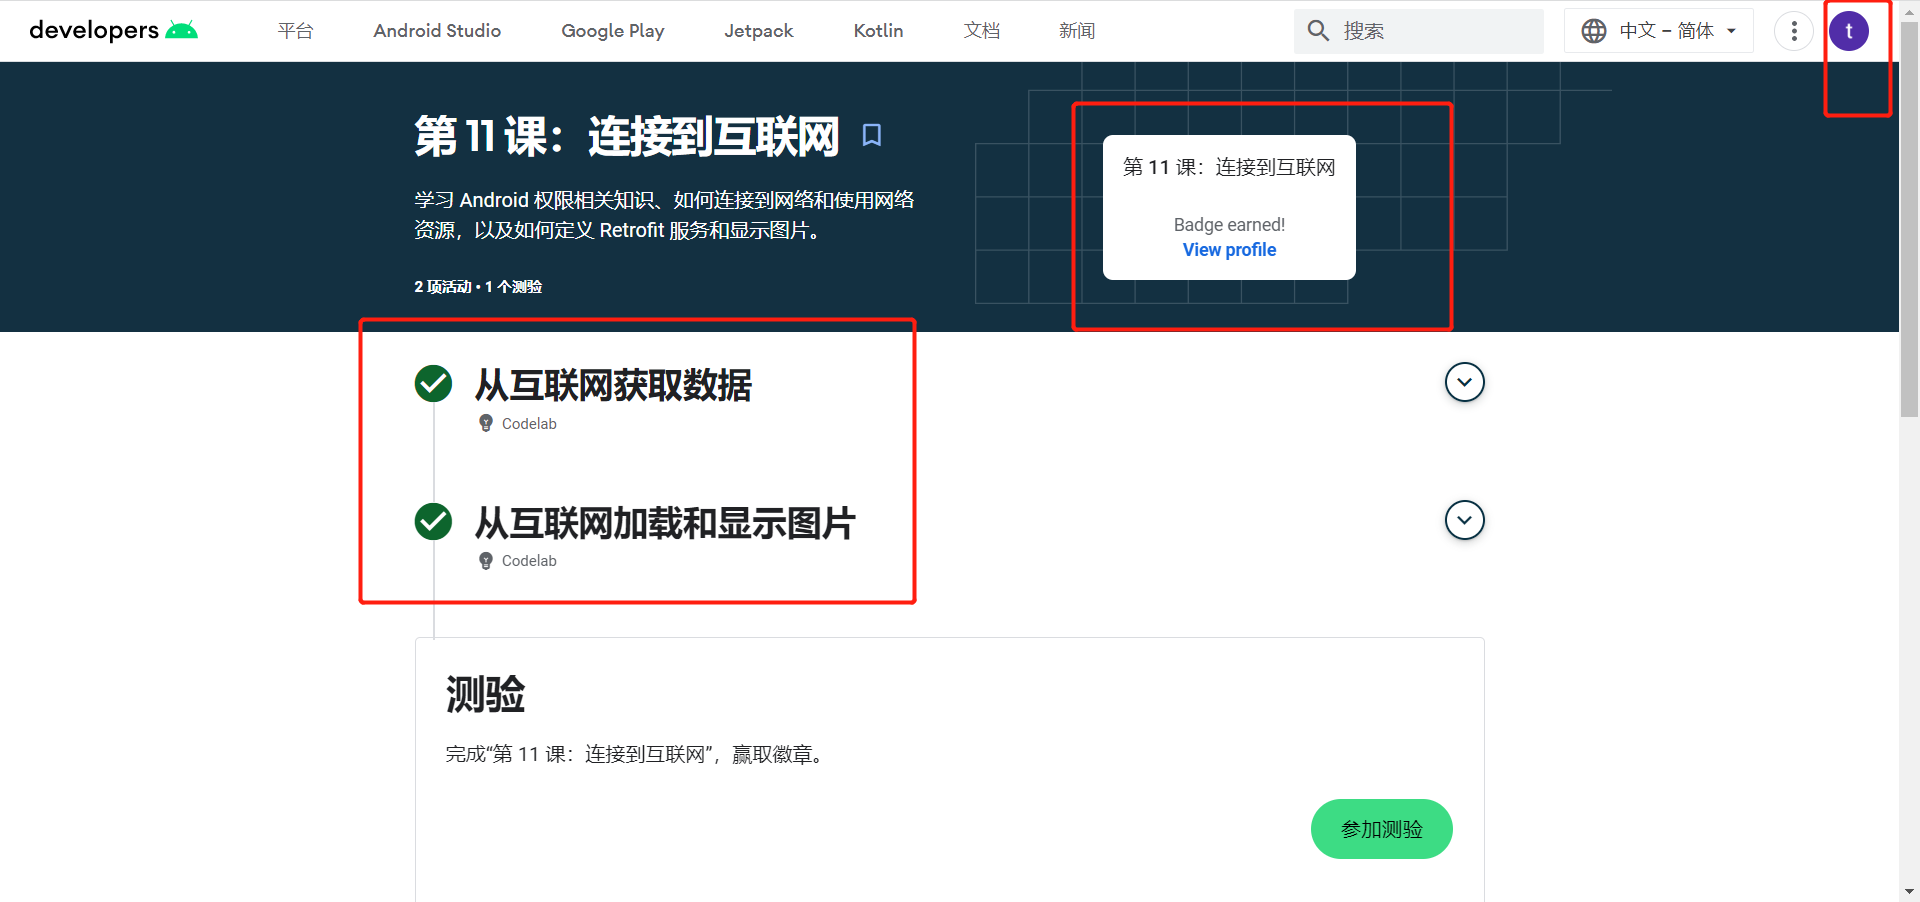 developers 平台 Android Studio Google Play Jetpack Kotlin 文档 新闻 搜索 中文 – 简体 t
第 11 课：连接到互联网
学习 Android 权限相关知识、如何连接到网络和使用网络
资源，以及如何定义 Retrofit 服务和显示图片。
2 项活动 • 1 个测验
第 11 课：连接到互联网
Badge earned!
View profile
从互联网获取数据
Codelab
从互联网加载和显示图片
Codelab
测验
完成“第 11 课：连接到互联网”，赢取徽章。
参加测验